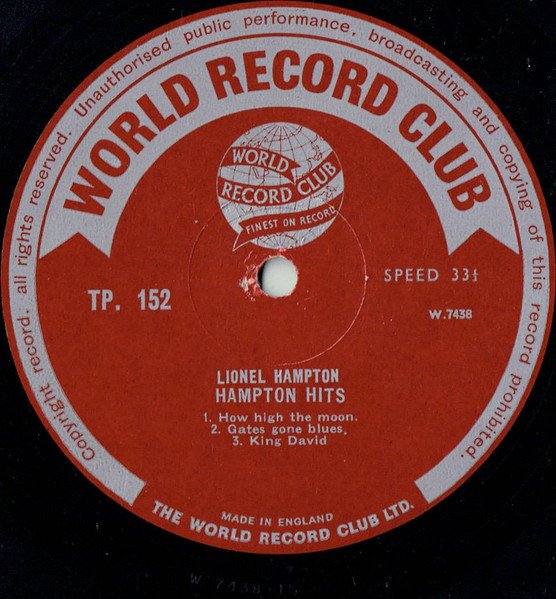 Copyright record. all rights reserved. Unauthorised public performance, broadcasting and copying of this record prohibited.
WORLD RECORD CLUB
WORLD
RECORD CLUB
FINEST ON RECORD
SPEED 33⅓
TP. 152
W.7438
LIONEL HAMPTON
HAMPTON HITS
1. How high the moon.
2. Gates gone blues.
3. King David
MADE IN ENGLAND
THE WORLD RECORD CLUB LTD.
W 7438